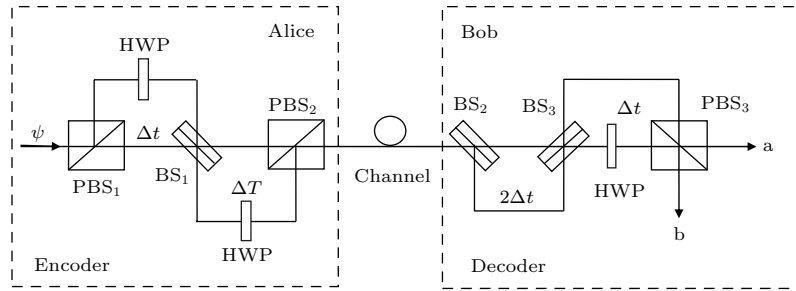 Alice
Bob
HWP
PBS₂
BS₂
BS₃
Δt
PBS₃
ψ
Δt
a
PBS₁
BS₁
ΔT
Channel
HWP
2Δt
HWP
b
Encoder
Decoder